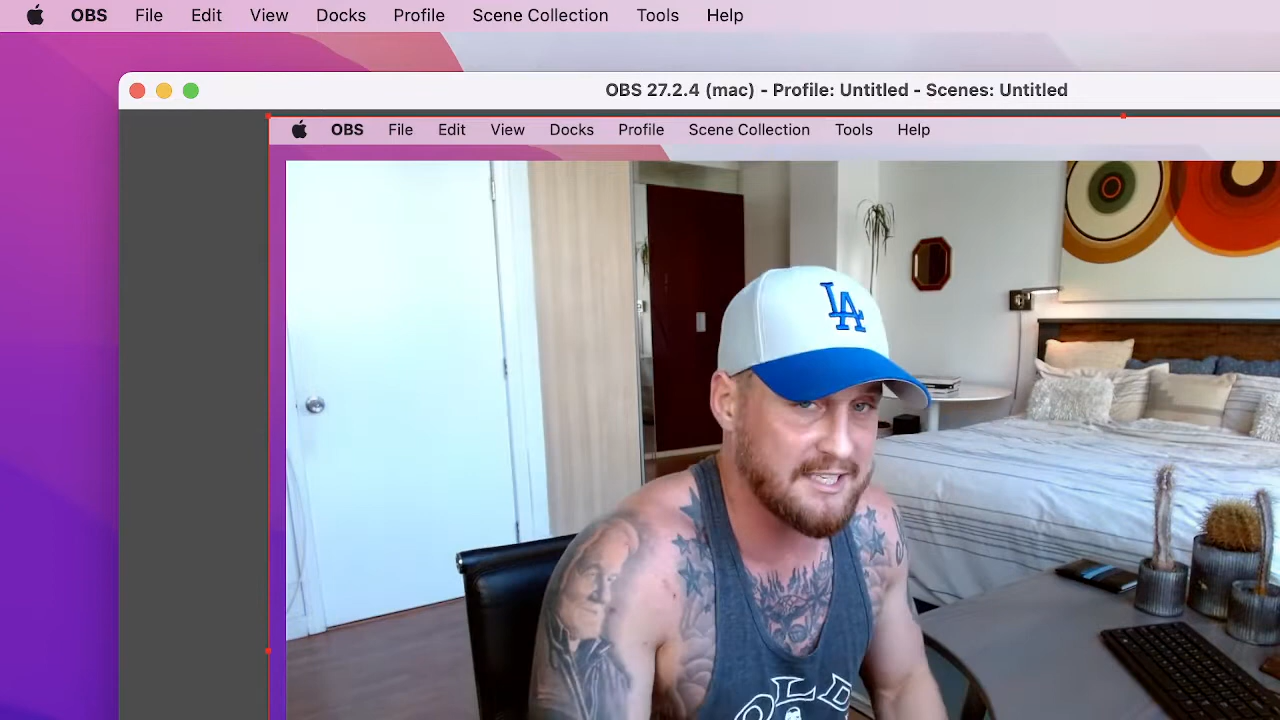 OBS File Edit View Docks Profile Scene Collection Tools Help
OBS 27.2.4 (mac) - Profile: Untitled - Scenes: Untitled
OBS File Edit View Docks Profile Scene Collection Tools Help
LA
OLD